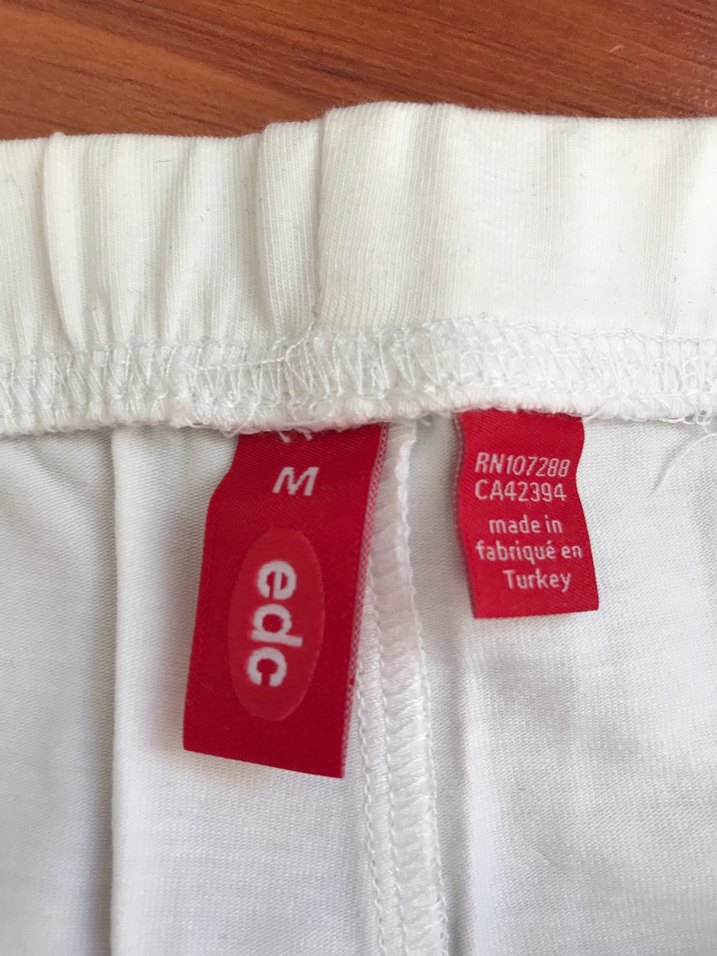 M
edc
RN107288
CA42394
made in
fabriqué en
Turkey